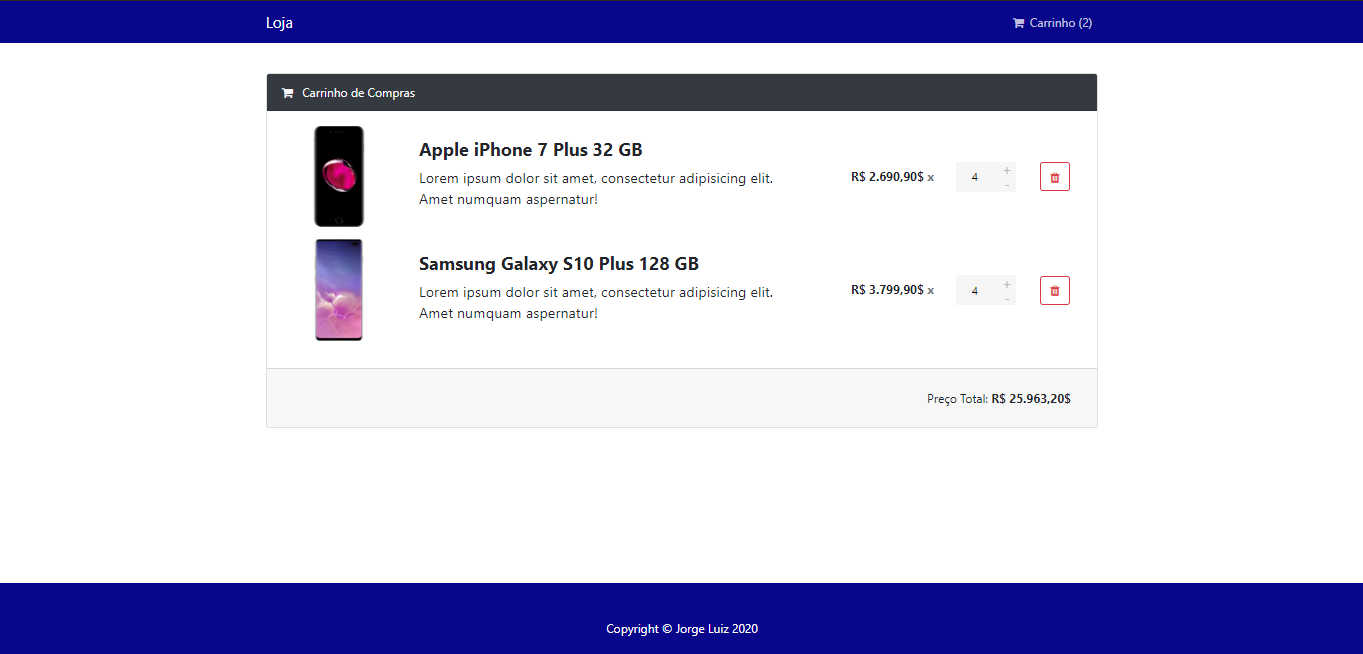 Loja
Carrinho (2)
Carrinho de Compras
Apple iPhone 7 Plus 32 GB
Lorem ipsum dolor sit amet, consectetur adipisicing elit.
Amet numquam aspernatur!
R$ 2.690,90$ x
4
+
-
Samsung Galaxy S10 Plus 128 GB
Lorem ipsum dolor sit amet, consectetur adipisicing elit.
Amet numquam aspernatur!
R$ 3.799,90$ x
4
+
-
Preço Total: R$ 25.963,20$
Copyright © Jorge Luiz 2020